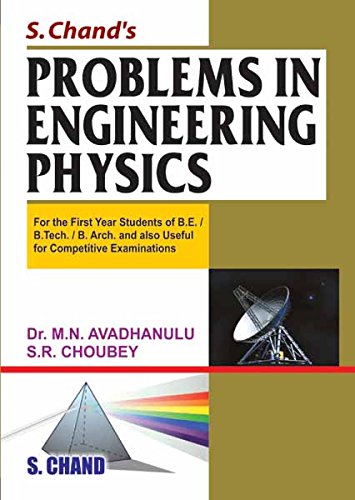 S. Chand's
PROBLEMS IN
ENGINEERING
PHYSICS
For the First Year Students of B.E. /
B.Tech. / B. Arch. and also Useful
for Competitive Examinations
Dr. M.N. AVADHANULU
S.R. CHOUBEY
S. CHAND